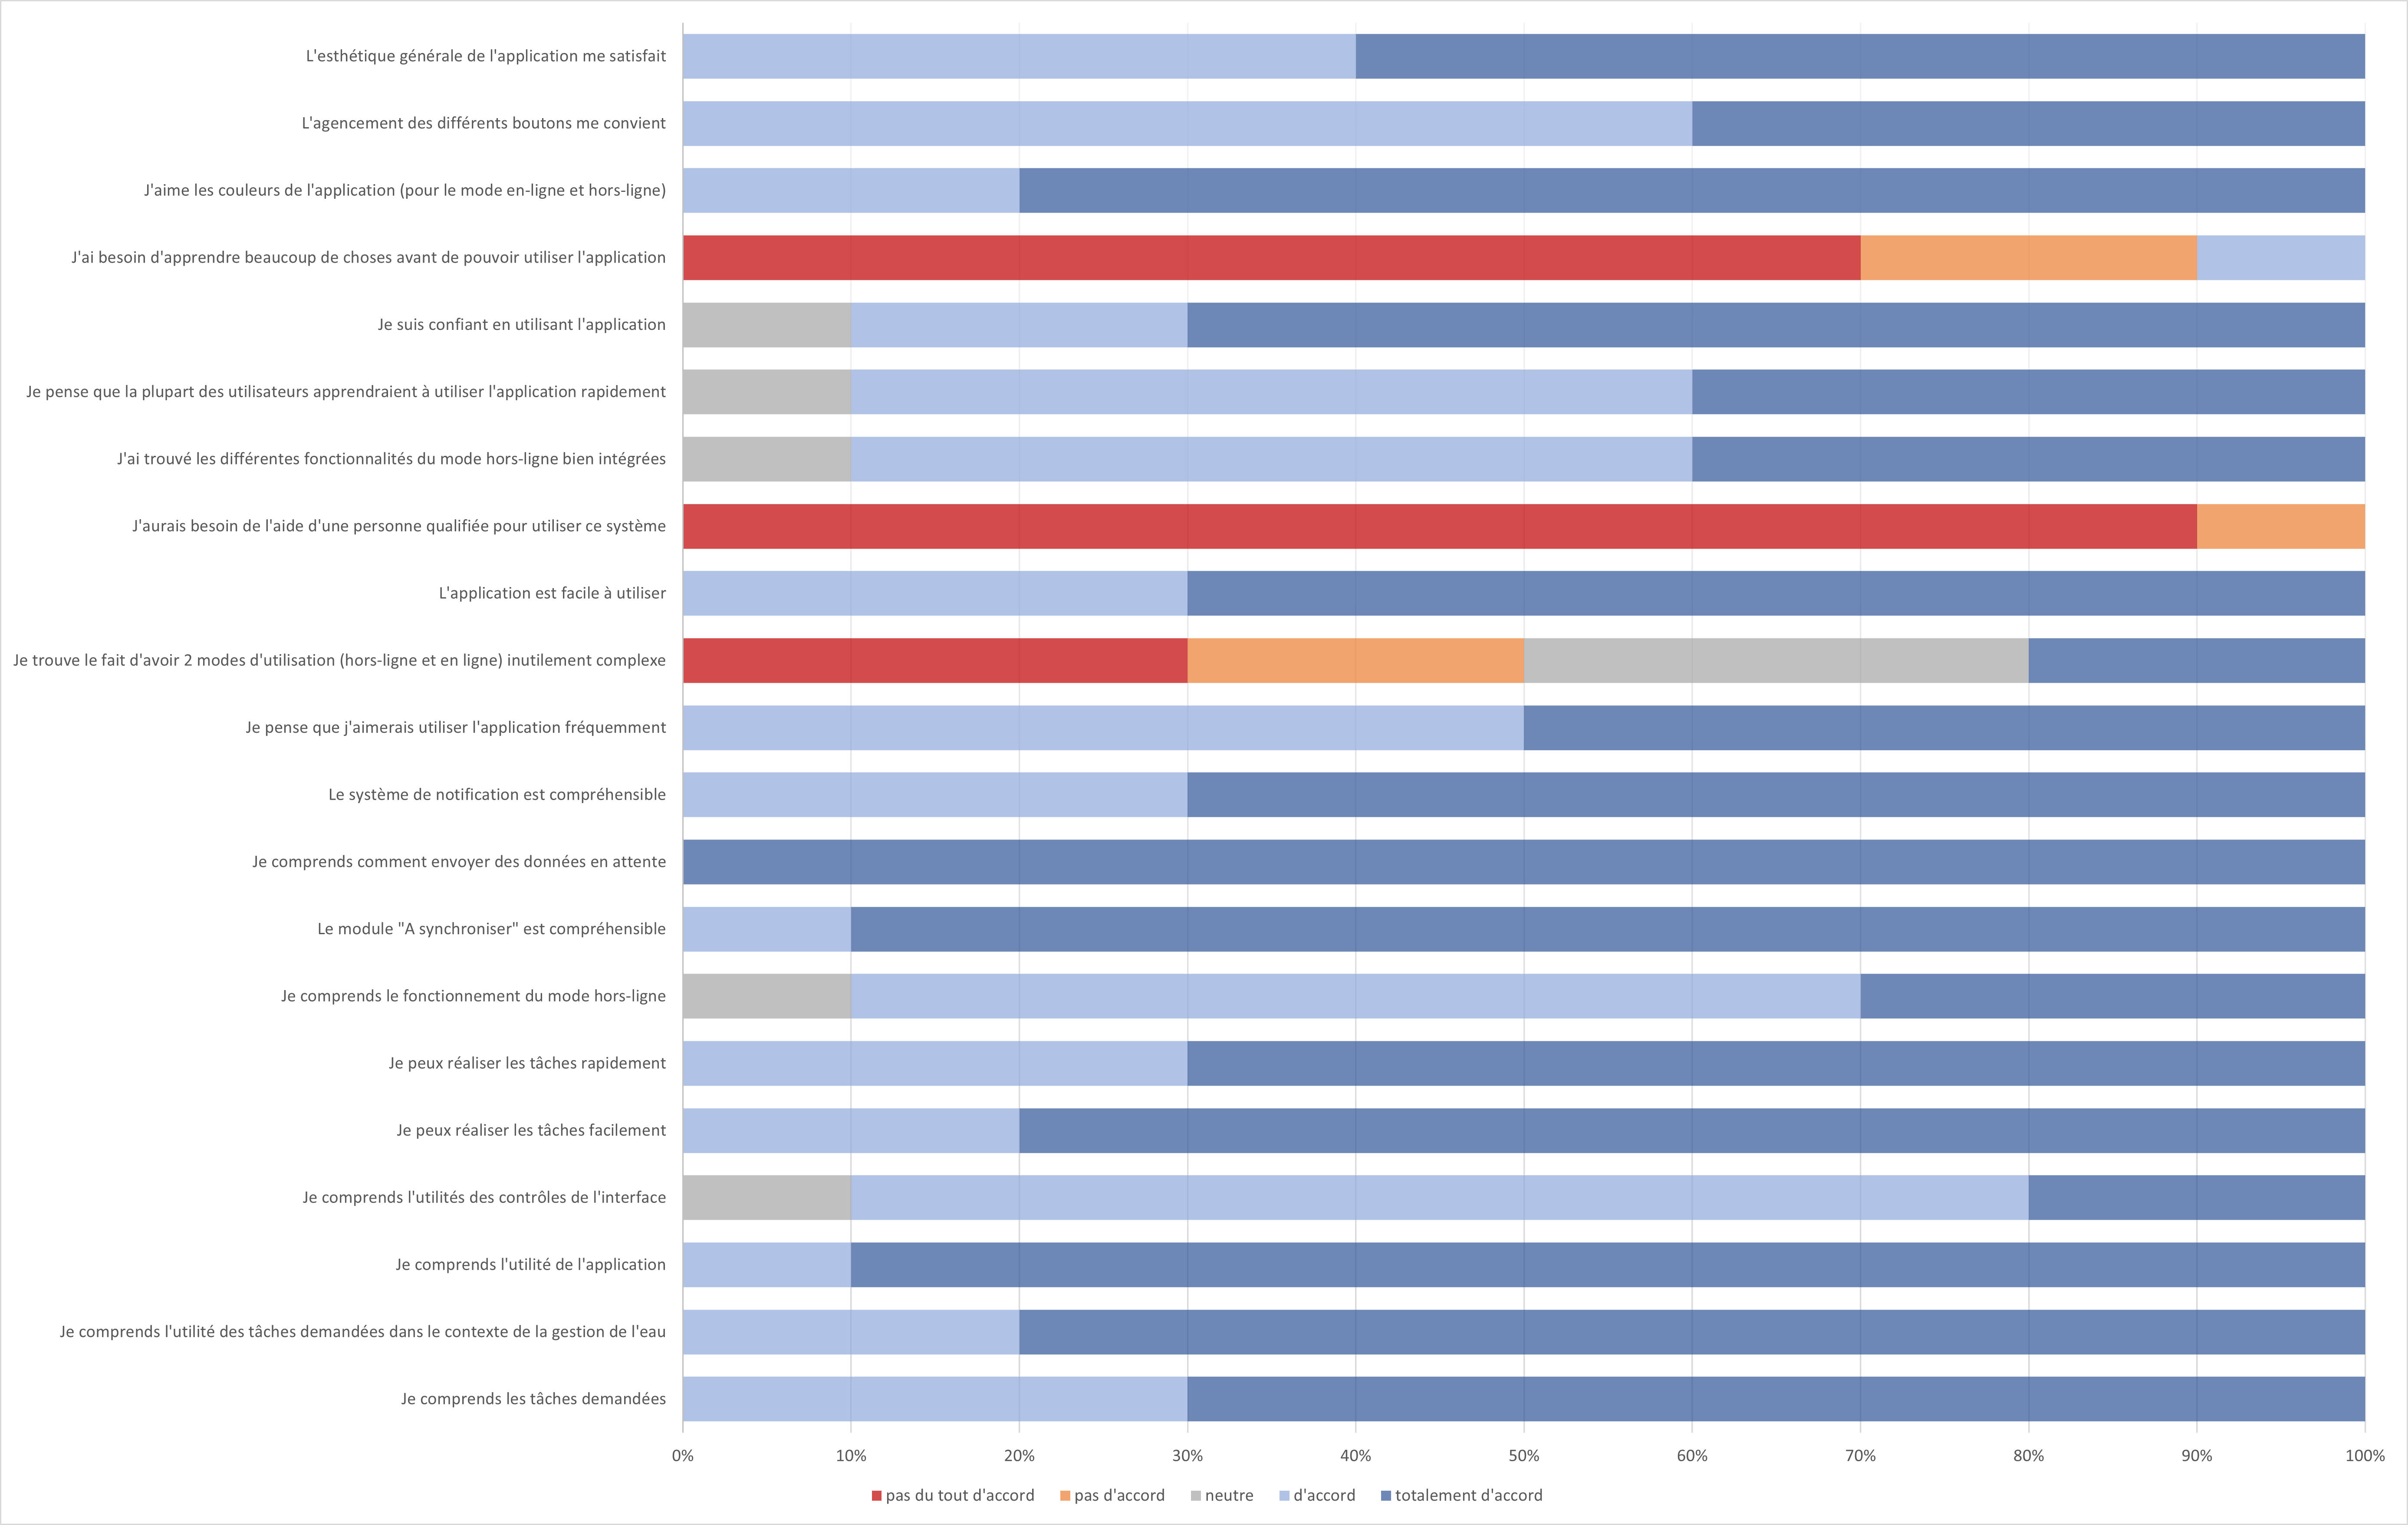 L'esthétique générale de l'application me satisfait
L'agencement des différents boutons me convient
J'aime les couleurs de l'application (pour le mode en-ligne et hors-ligne)
J'ai besoin d'apprendre beaucoup de choses avant de pouvoir utiliser l'application
Je suis confiant en utilisant l'application
Je pense que la plupart des utilisateurs apprendraient à utiliser l'application rapidement
J'ai trouvé les différentes fonctionnalités du mode hors-ligne bien intégrées
J'aurais besoin de l'aide d'une personne qualifiée pour utiliser ce système
L'application est facile à utiliser
Je trouve le fait d'avoir 2 modes d'utilisation (hors-ligne et en ligne) inutilement complexe
Je pense que j'aimerais utiliser l'application fréquemment
Le système de notification est compréhensible
Je comprends comment envoyer des données en attente
Le module "A synchroniser" est compréhensible
Je comprends le fonctionnement du mode hors-ligne
Je peux réaliser les tâches rapidement
Je peux réaliser les tâches facilement
Je comprends l'utilités des contrôles de l'interface
Je comprends l'utilité de l'application
Je comprends l'utilité des tâches demandées dans le contexte de la gestion de l'eau
Je comprends les tâches demandées
0% 10% 20% 30% 40% 50% 60% 70% 80% 90% 100%
pas du tout d'accord pas d'accord neutre d'accord totalement d'accord